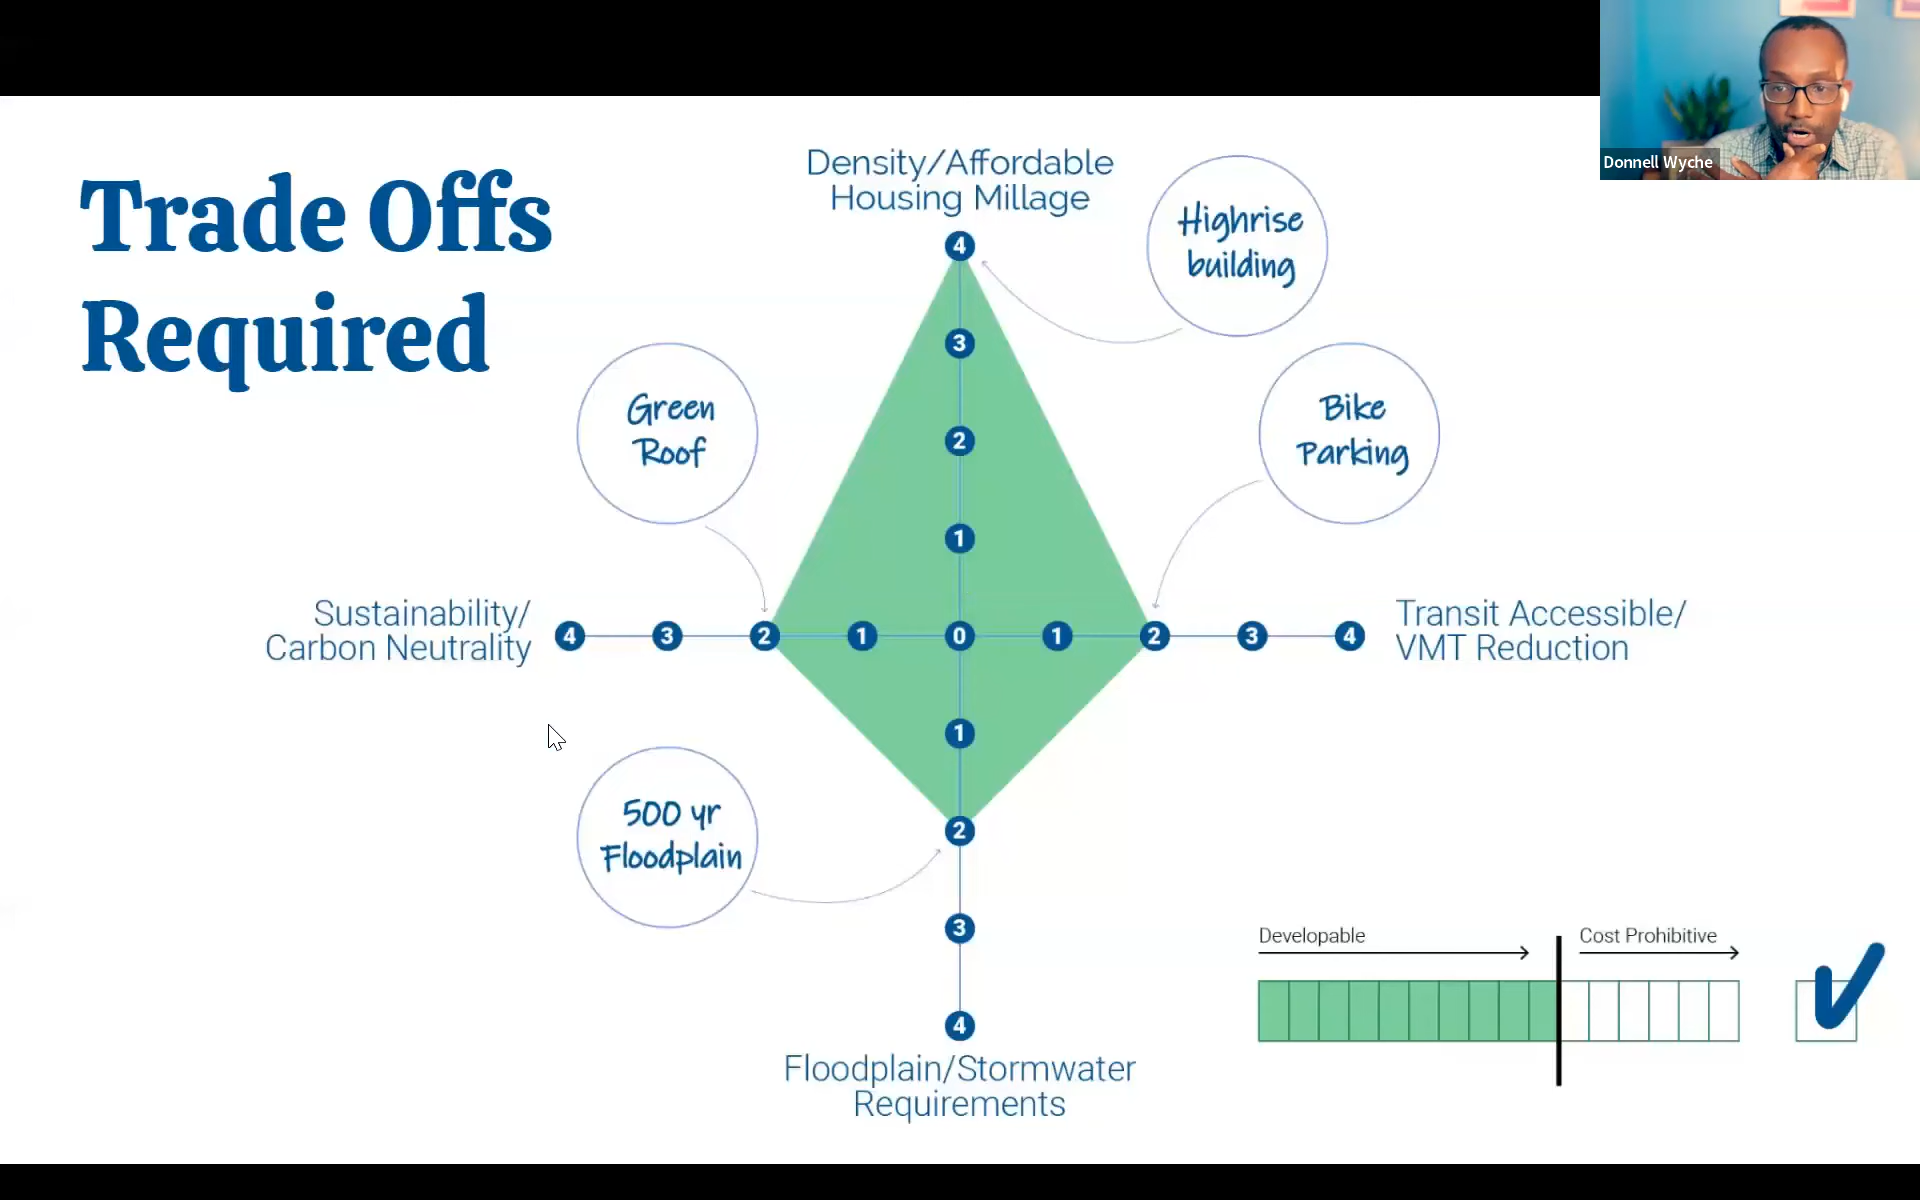 Donnell Wyche
Trade Offs
Required
Density/Affordable
Housing Millage
Highrise
building
Green
Roof
Bike
Parking
4
3
2
1
Sustainability/
Carbon Neutrality
4 3 2 1 0 1 2 3 4
Transit Accessible/
VMT Reduction
1
2
3
4
500 yr
Floodplain
Floodplain/Stormwater
Requirements
Developable
Cost Prohibitive